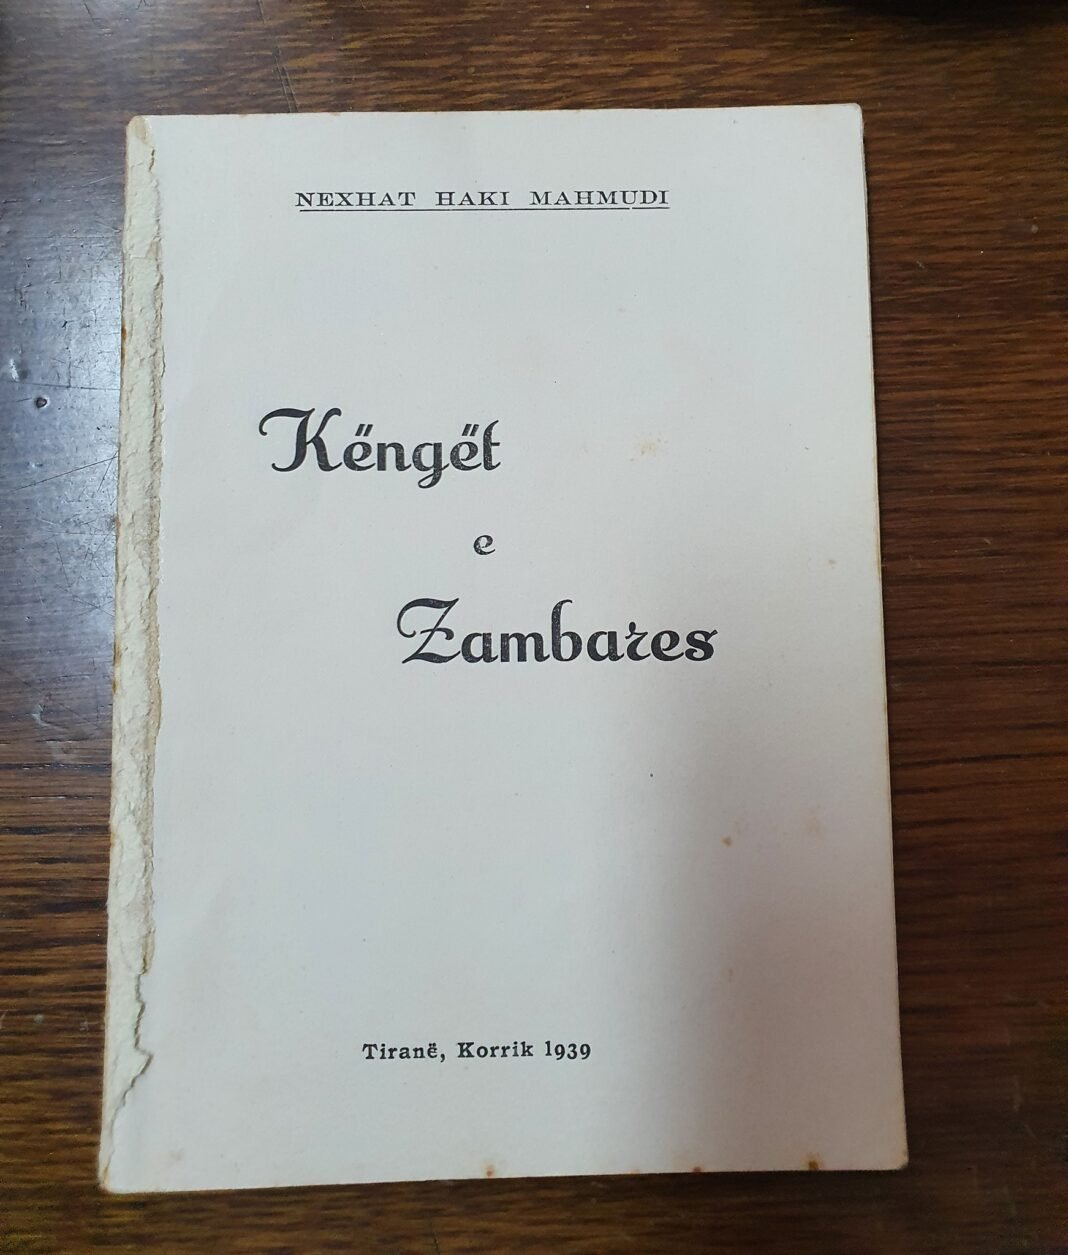 NEXHAT HAKI MAHMUDI
Këngët
e
Zambares
Tiranë, Korrik 1939